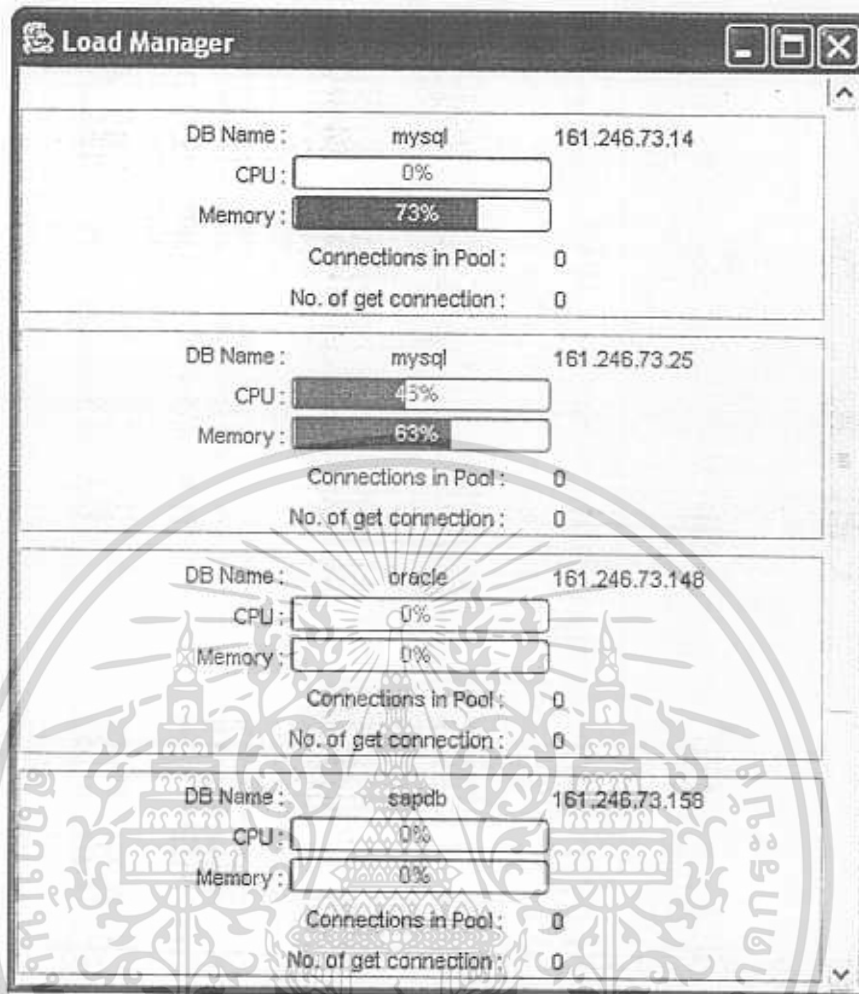 Load Manager
DB Name : mysql 161.246.73.14
CPU : 0%
Memory : 73%
Connections in Pool : 0
No. of get connection : 0
DB Name : mysql 161.246.73.25
CPU : 43%
Memory : 63%
Connections in Pool : 0
No. of get connection : 0
DB Name : oracle 161.246.73.148
CPU : 0%
Memory : 0%
Connections in Pool : 0
No. of get connection : 0
DB Name : sapdb 161.246.73.158
CPU : 0%
Memory : 0%
Connections in Pool : 0
No. of get connection : 0